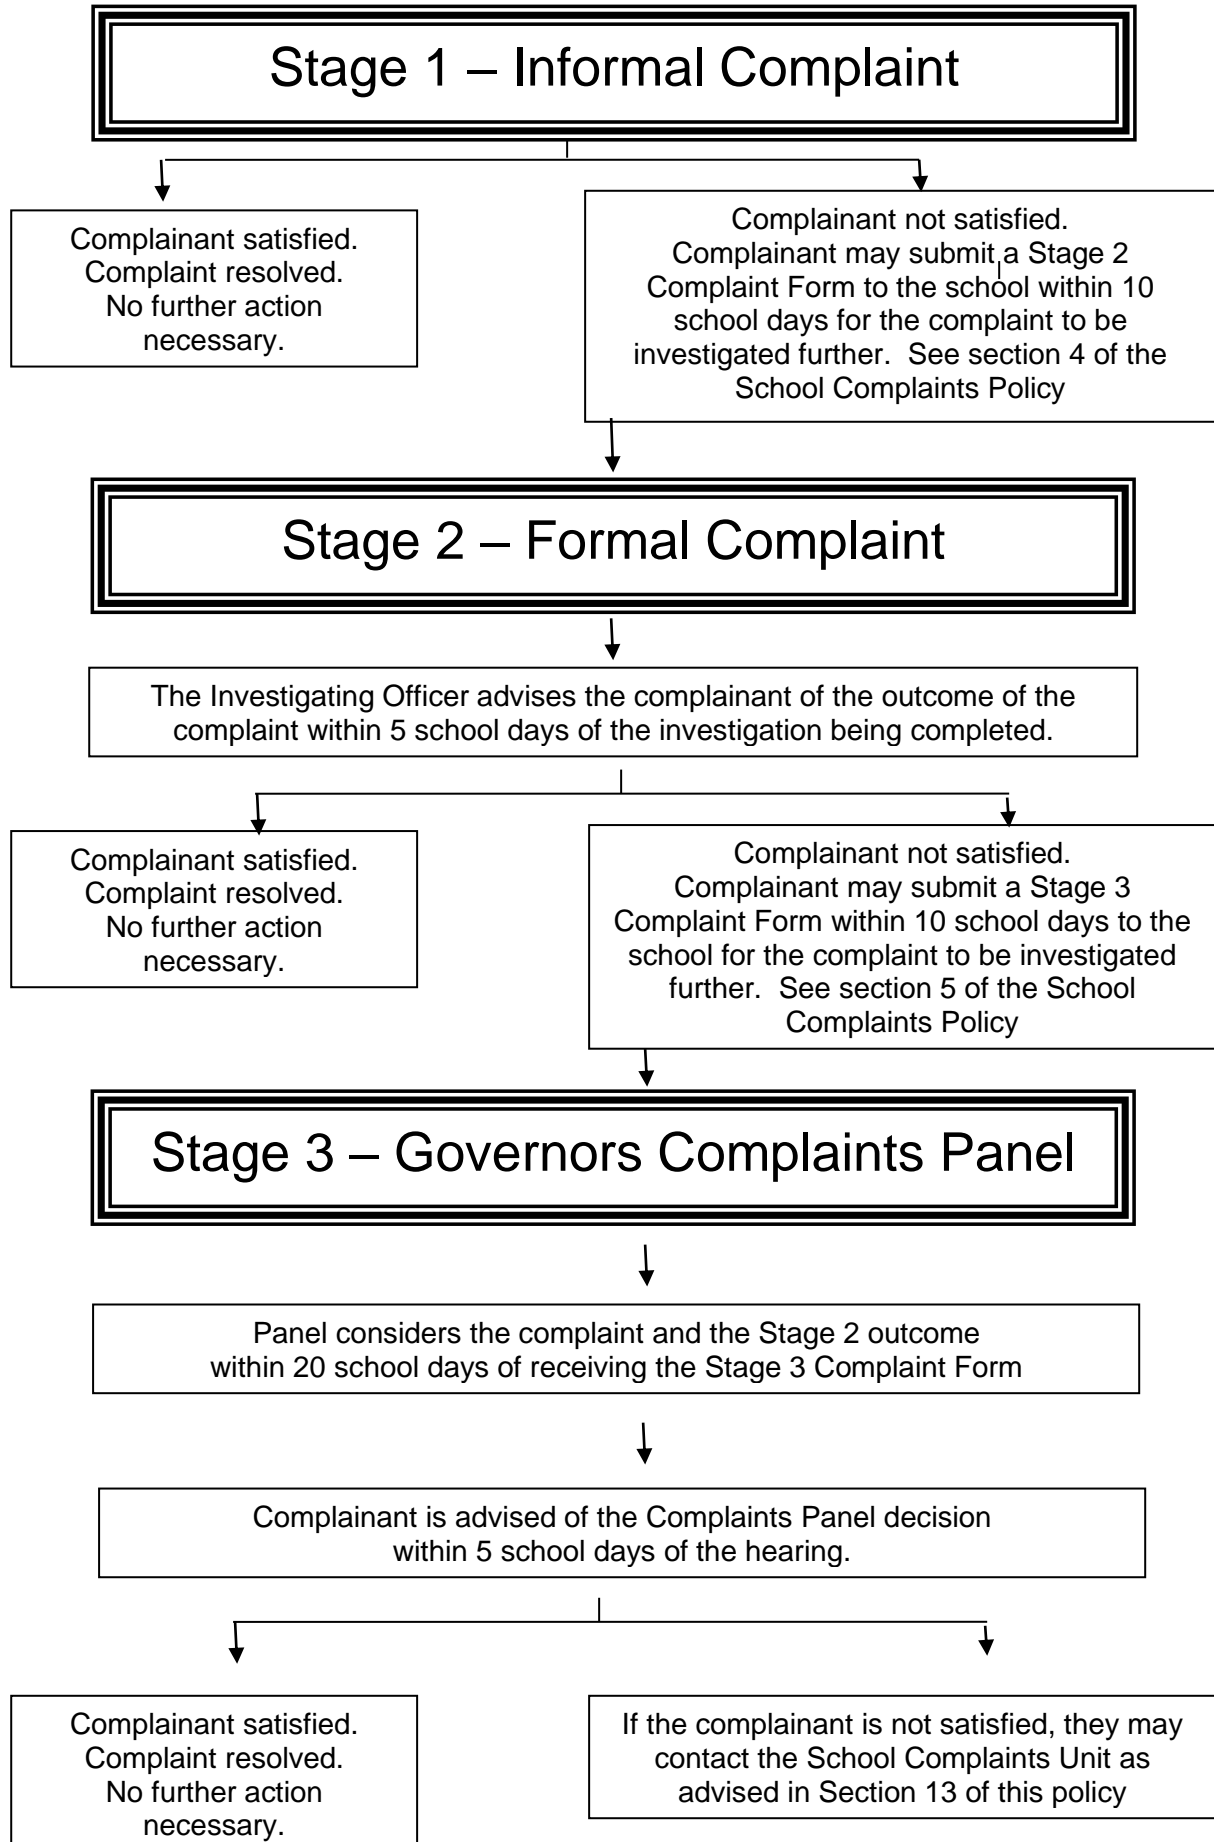 Stage 1 – Informal Complaint
Complainant satisfied.
Complaint resolved.
No further action
necessary.
Complainant not satisfied.
Complainant may submit a Stage 2
Complaint Form to the school within 10
school days for the complaint to be
investigated further.  See section 4 of the
School Complaints Policy
Stage 2 – Formal Complaint
The Investigating Officer advises the complainant of the outcome of the
complaint within 5 school days of the investigation being completed.
Complainant satisfied.
Complaint resolved.
No further action
necessary.
Complainant not satisfied.
Complainant may submit a Stage 3
Complaint Form within 10 school days to the
school for the complaint to be investigated
further.  See section 5 of the School
Complaints Policy
Stage 3 – Governors Complaints Panel
Panel considers the complaint and the Stage 2 outcome
within 20 school days of receiving the Stage 3 Complaint Form
Complainant is advised of the Complaints Panel decision
within 5 school days of the hearing.
Complainant satisfied.
Complaint resolved.
No further action
necessary.
If the complainant is not satisfied, they may
contact the School Complaints Unit as
advised in Section 13 of this policy